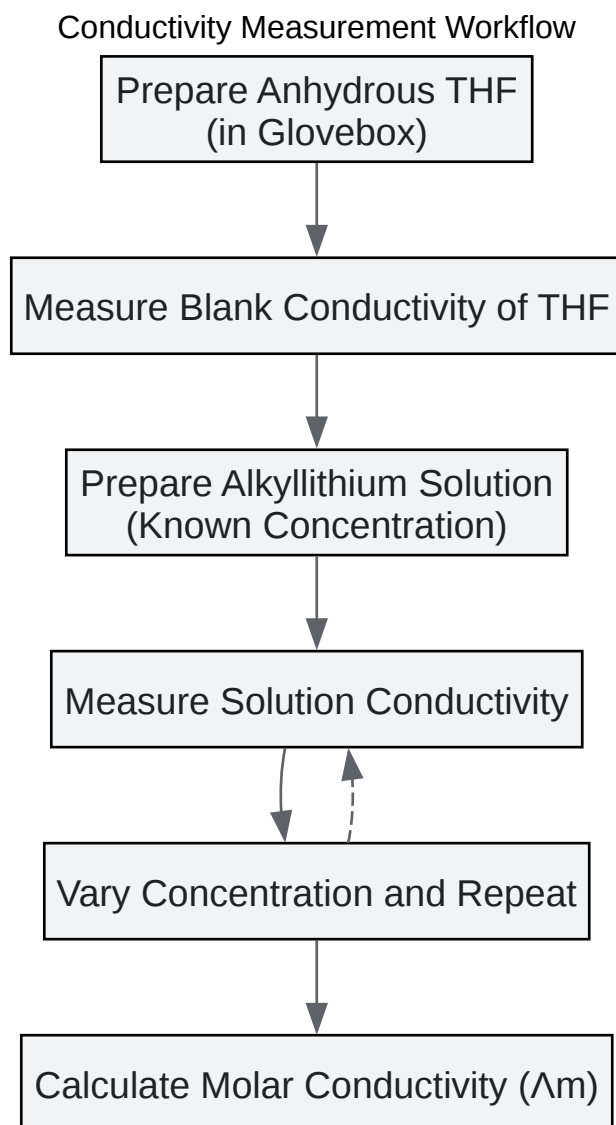 Conductivity Measurement Workflow
Prepare Anhydrous THF
(in Glovebox)
Measure Blank Conductivity of THF
Prepare Alkyllithium Solution
(Known Concentration)
Measure Solution Conductivity
Vary Concentration and Repeat
Calculate Molar Conductivity (Λm)